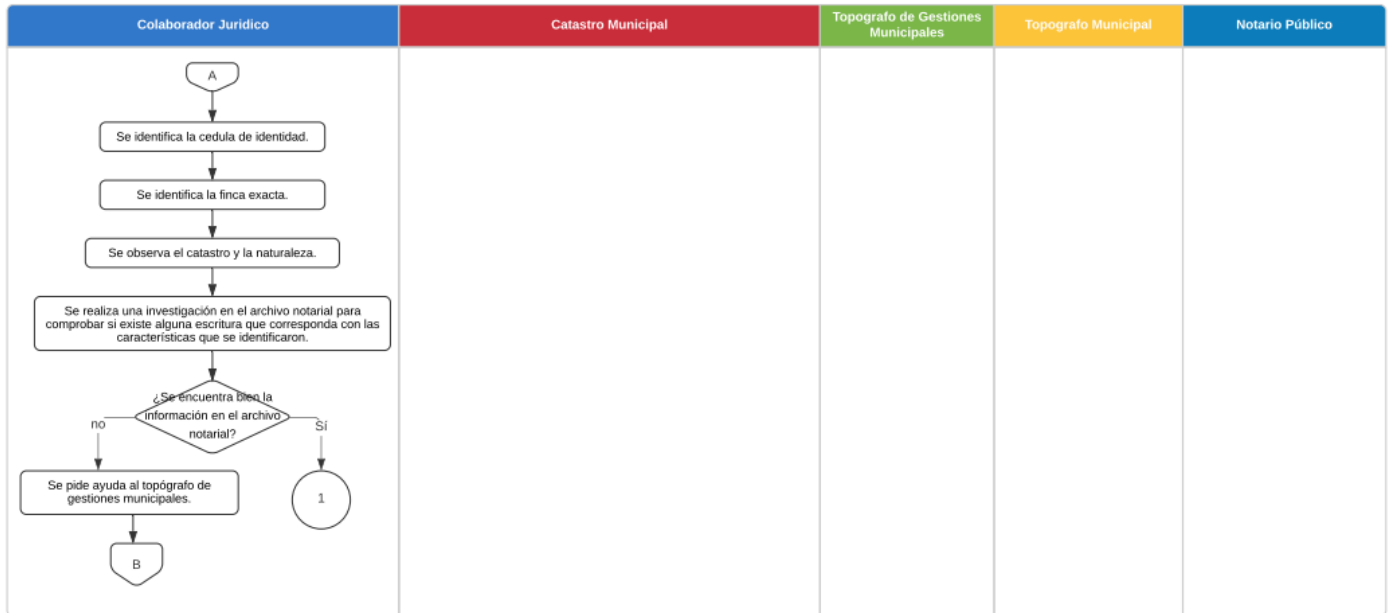 Colaborador Juridico
Catastro Municipal
Topografo de Gestiones
Municipales
Topografo Municipal
Notario Público
A
Se identifica la cedula de identidad.
Se identifica la finca exacta.
Se observa el catastro y la naturaleza.
Se realiza una investigación en el archivo notarial para
comprobar si existe alguna escritura que corresponda con las
características que se identificaron.
¿Se encuentra bien la
información en el archivo
notarial?
no
Sí
Se pide ayuda al topógrafo de
gestiones municipales.
1
B